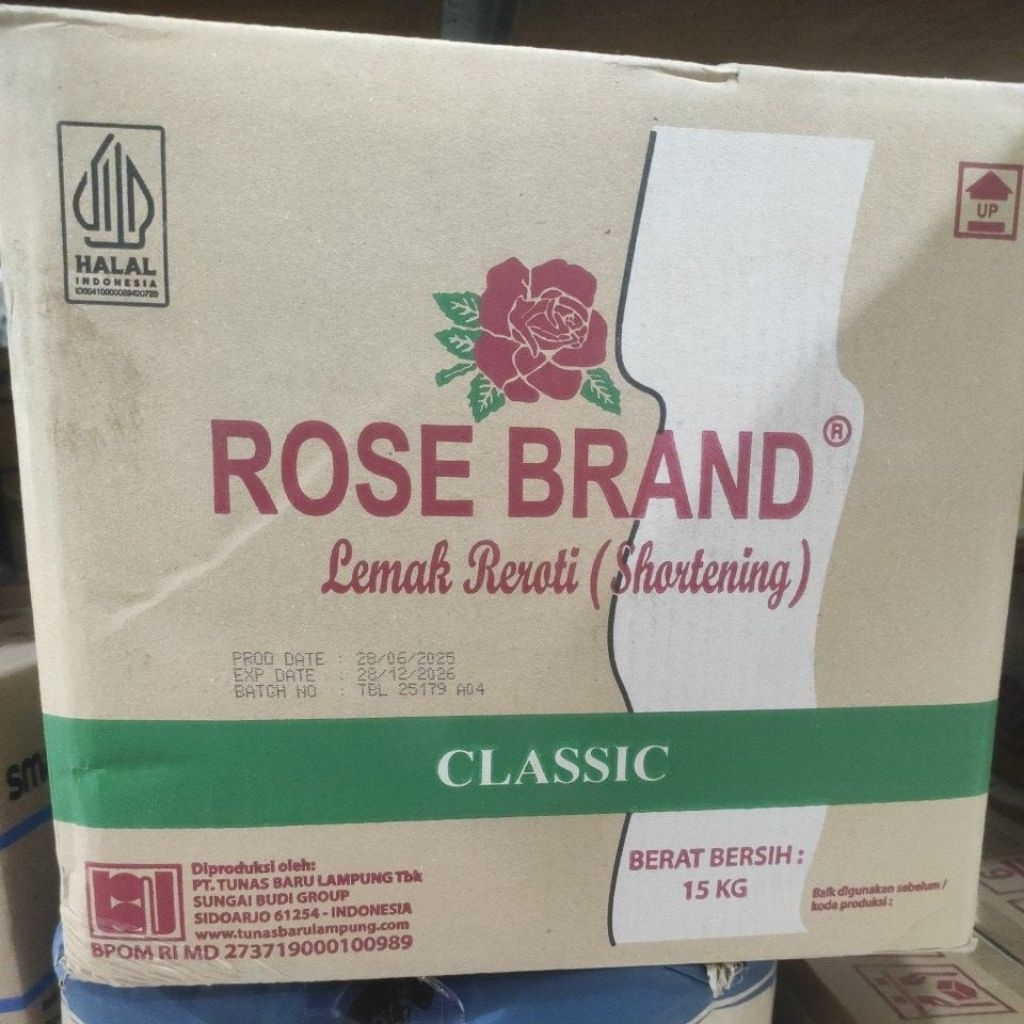 HALAL
INDONESIA
UP
ROSE BRAND®
Lemak Reroti (Shortening)
PROD DATE : 28/06/2025
EXP DATE : 28/12/2026
BATCH NO : TBL 25179 A04
CLASSIC
Diproduksi oleh:
PT. TUNAS BARU LAMPUNG Tbk
SUNGAI BUDI GROUP
SIDOARJO 61254 - INDONESIA
www.tunasbarulampung.com
BPOM RI MD 273719000100989
BERAT BERSIH :
15 KG
Baik digunakan sebelum /
kode produksi :